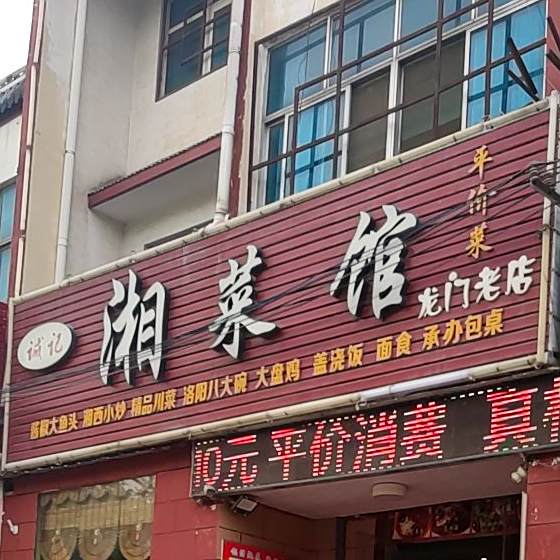 平价菜
诚记
湘菜馆
龙门老店
酱椒大鱼头 湘西小炒 精品川菜 洛阳八大碗 大盘鸡 盖浇饭 面食 承办包桌
10元平价消费 真